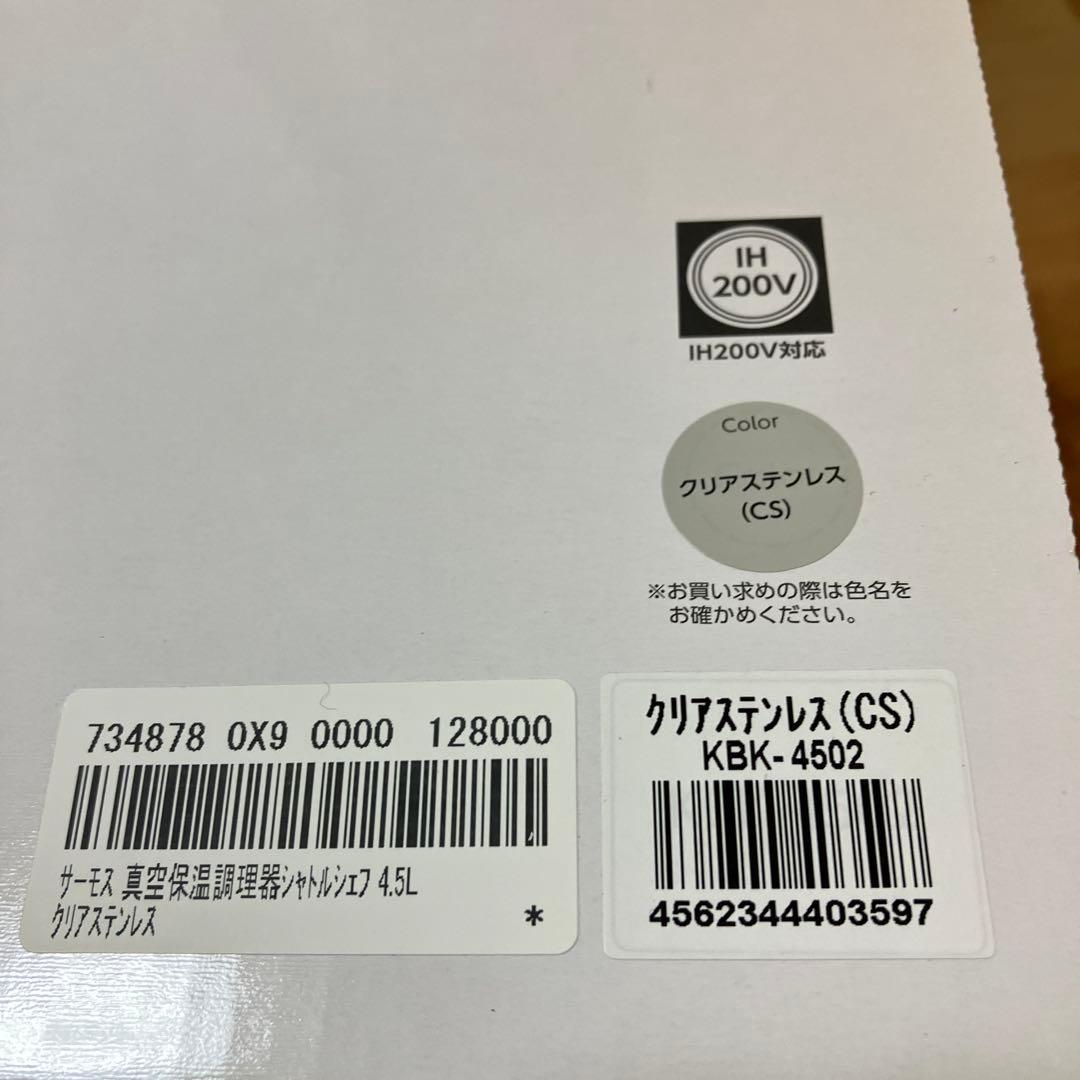 IH
200V
IH200V対応
Color
クリアステンレス
(CS)
※お買い求めの際は色名を
お確かめください。
734878 0X9 0000 128000
サーモス 真空保温調理器シャトルシェフ 4.5L
クリアステンレス *
クリアステンレス(CS)
KBK-4502
4562344403597